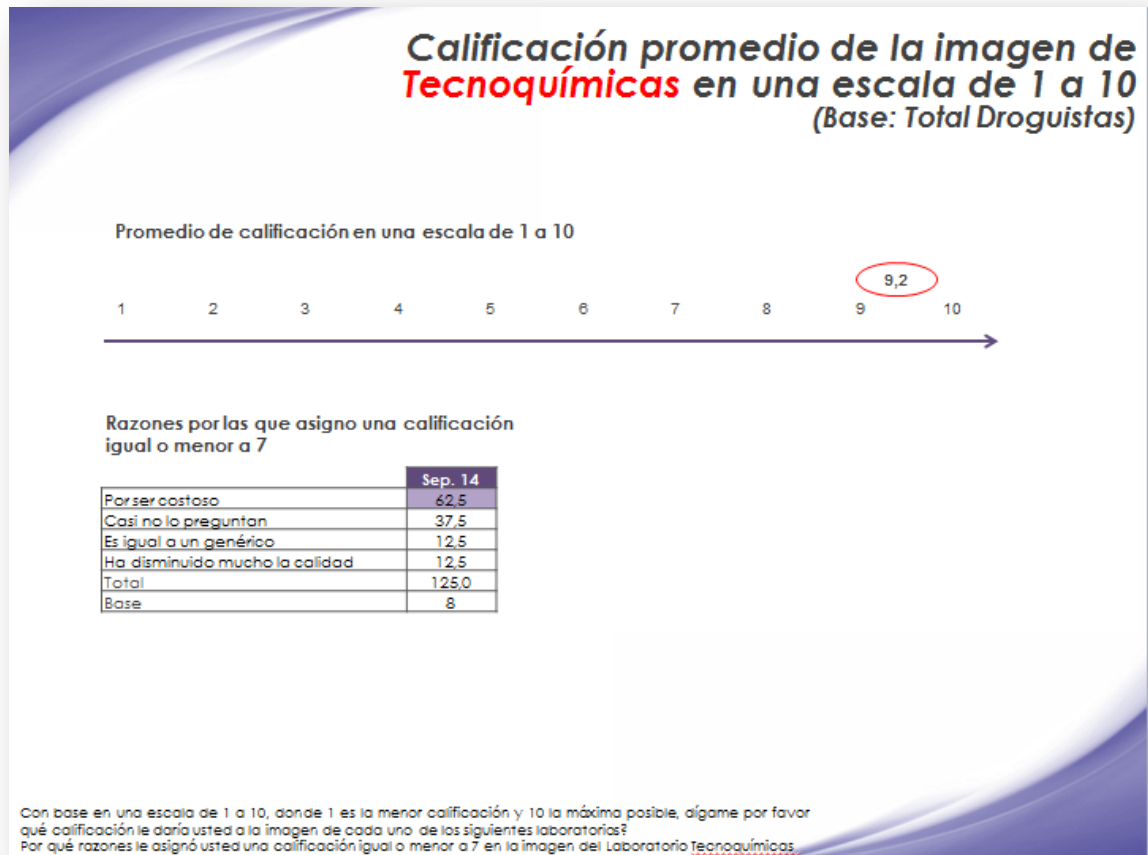 Calificación promedio de la imagen de
Tecnoquímicas en una escala de 1 a 10
(Base: Total Droguistas)
Promedio de calificación en una escala de 1 a 10
9,2
1 2 3 4 5 6 7 8 9 10
Razones por las que asigno una calificación
igual o menor a 7
Sep. 14
Por ser costoso 62,5
Casi no lo preguntan 37,5
Es igual a un genérico 12,5
Ha disminuido mucho la calidad 12,5
Total 125,0
Base 8
Con base en una escala de 1 a 10, donde 1 es la menor calificación y 10 la máxima posible, dígame por favor
qué calificación le daría usted a la imagen de cada uno de los siguientes laboratorios?
Por qué razones le asignó usted una calificación igual o menor a 7 en la imagen del Laboratorio Tecnoquímicas